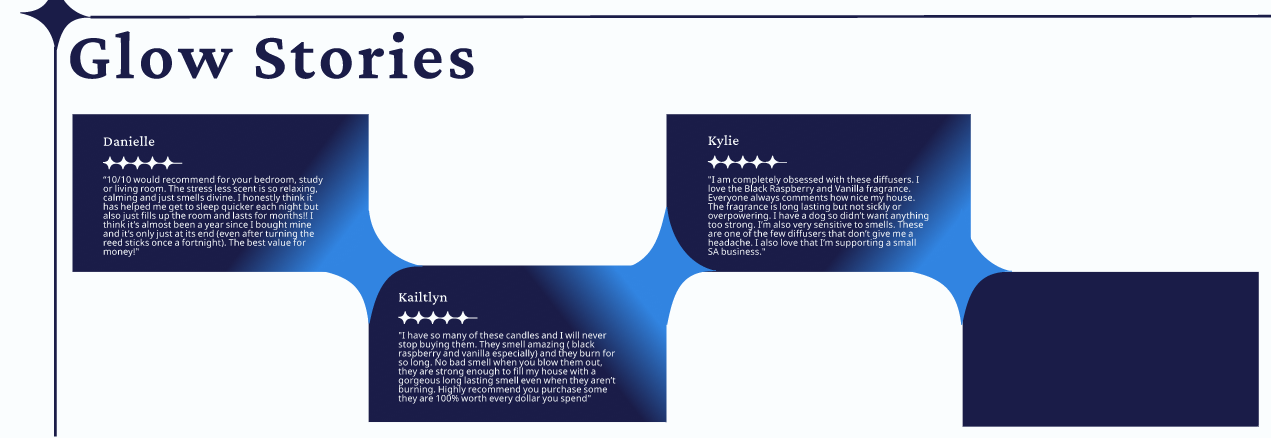 Glow Stories
Danielle
"10/10 would recommend for your bedroom, study
or living room. The stress less scent is so relaxing,
calming and just smells divine. I honestly think it
has helped me get to sleep quicker each night but
also just fills up the room and lasts for months!! I
think it's almost been a year since I bought mine
and it's only just at its end (even after turning the
reed sticks once a fortnight). The best value for
money!"
Kailtlyn
"I have so many of these candles and I will never
stop buying them. They smell amazing ( black
raspberry and vanilla especially) and they burn for
so long. No bad smell when you blow them out,
they are strong enough to fill my house with a
gorgeous long lasting smell even when they aren't
burning. Highly recommend you purchase some
they are 100% worth every dollar you spend"
Kylie
"I am completely obsessed with these diffusers. I
love the Black Raspberry and Vanilla fragrance.
Everyone always comments how nice my house.
The fragrance is long lasting but not sickly or
overpowering. I have a dog so didn't want anything
too strong. I'm also very sensitive to smells. These
are one of the few diffusers that don't give me a
headache. I also love that I'm supporting a small
SA business."